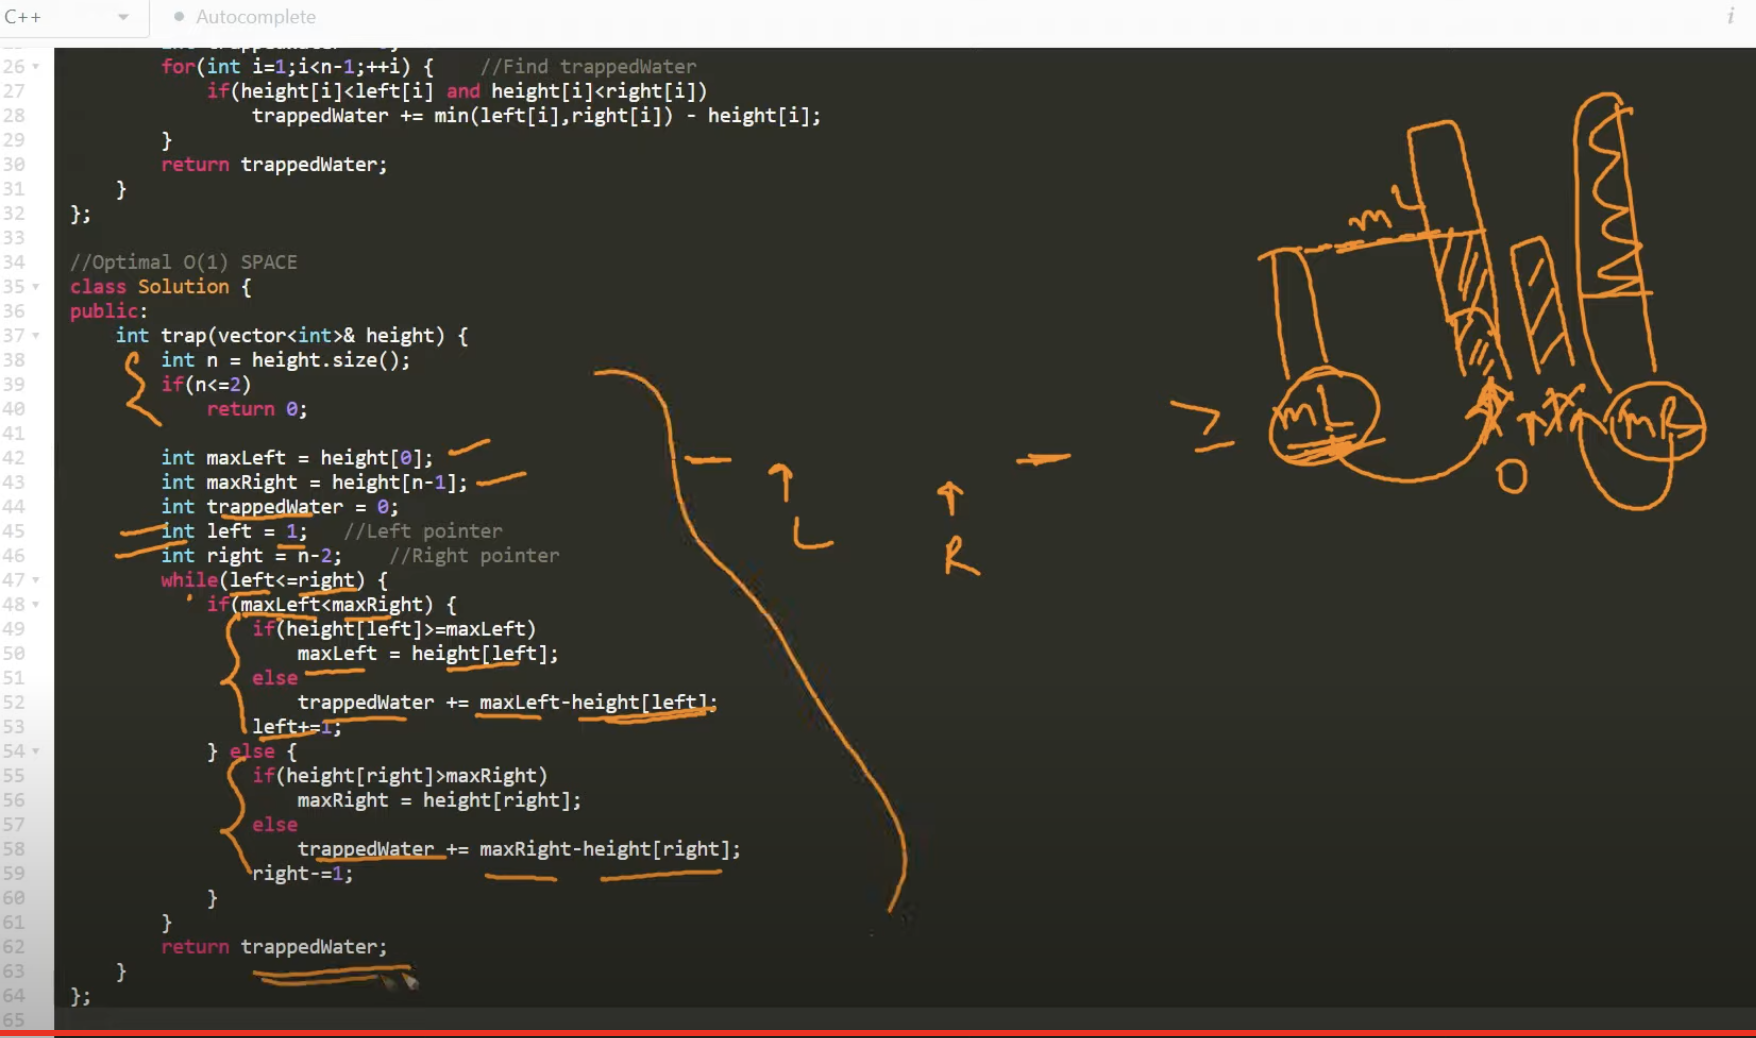 C++
Autocomplete
i
26 for(int i=1;i<n-1;++i) { //Find trappedWater
27 if(height[i]<left[i] and height[i]<right[i])
28 trappedWater += min(left[i],right[i]) - height[i];
29 }
30 return trappedWater;
31 }
32 };
33
34 //Optimal O(1) SPACE
35 class Solution {
36 public:
37 int trap(vector<int>& height) {
38 int n = height.size();
39 if(n<=2)
40 return 0;
41
42 int maxLeft = height[0];
43 int maxRight = height[n-1];
44 int trappedWater = 0;
45 int left = 1; //Left pointer
46 int right = n-2; //Right pointer
47 while(left<=right) {
48 if(maxLeft<maxRight) {
49 if(height[left]>=maxLeft)
50 maxLeft = height[left];
51 else
52 trappedWater += maxLeft-height[left];
53 left+=1;
54 } else {
55 if(height[right]>maxRight)
56 maxRight = height[right];
57 else
58 trappedWater += maxRight-height[right];
59 right-=1;
60 }
61 }
62 return trappedWater;
63 }
64 };
65
mL
≥
mL
mR
O
L
R